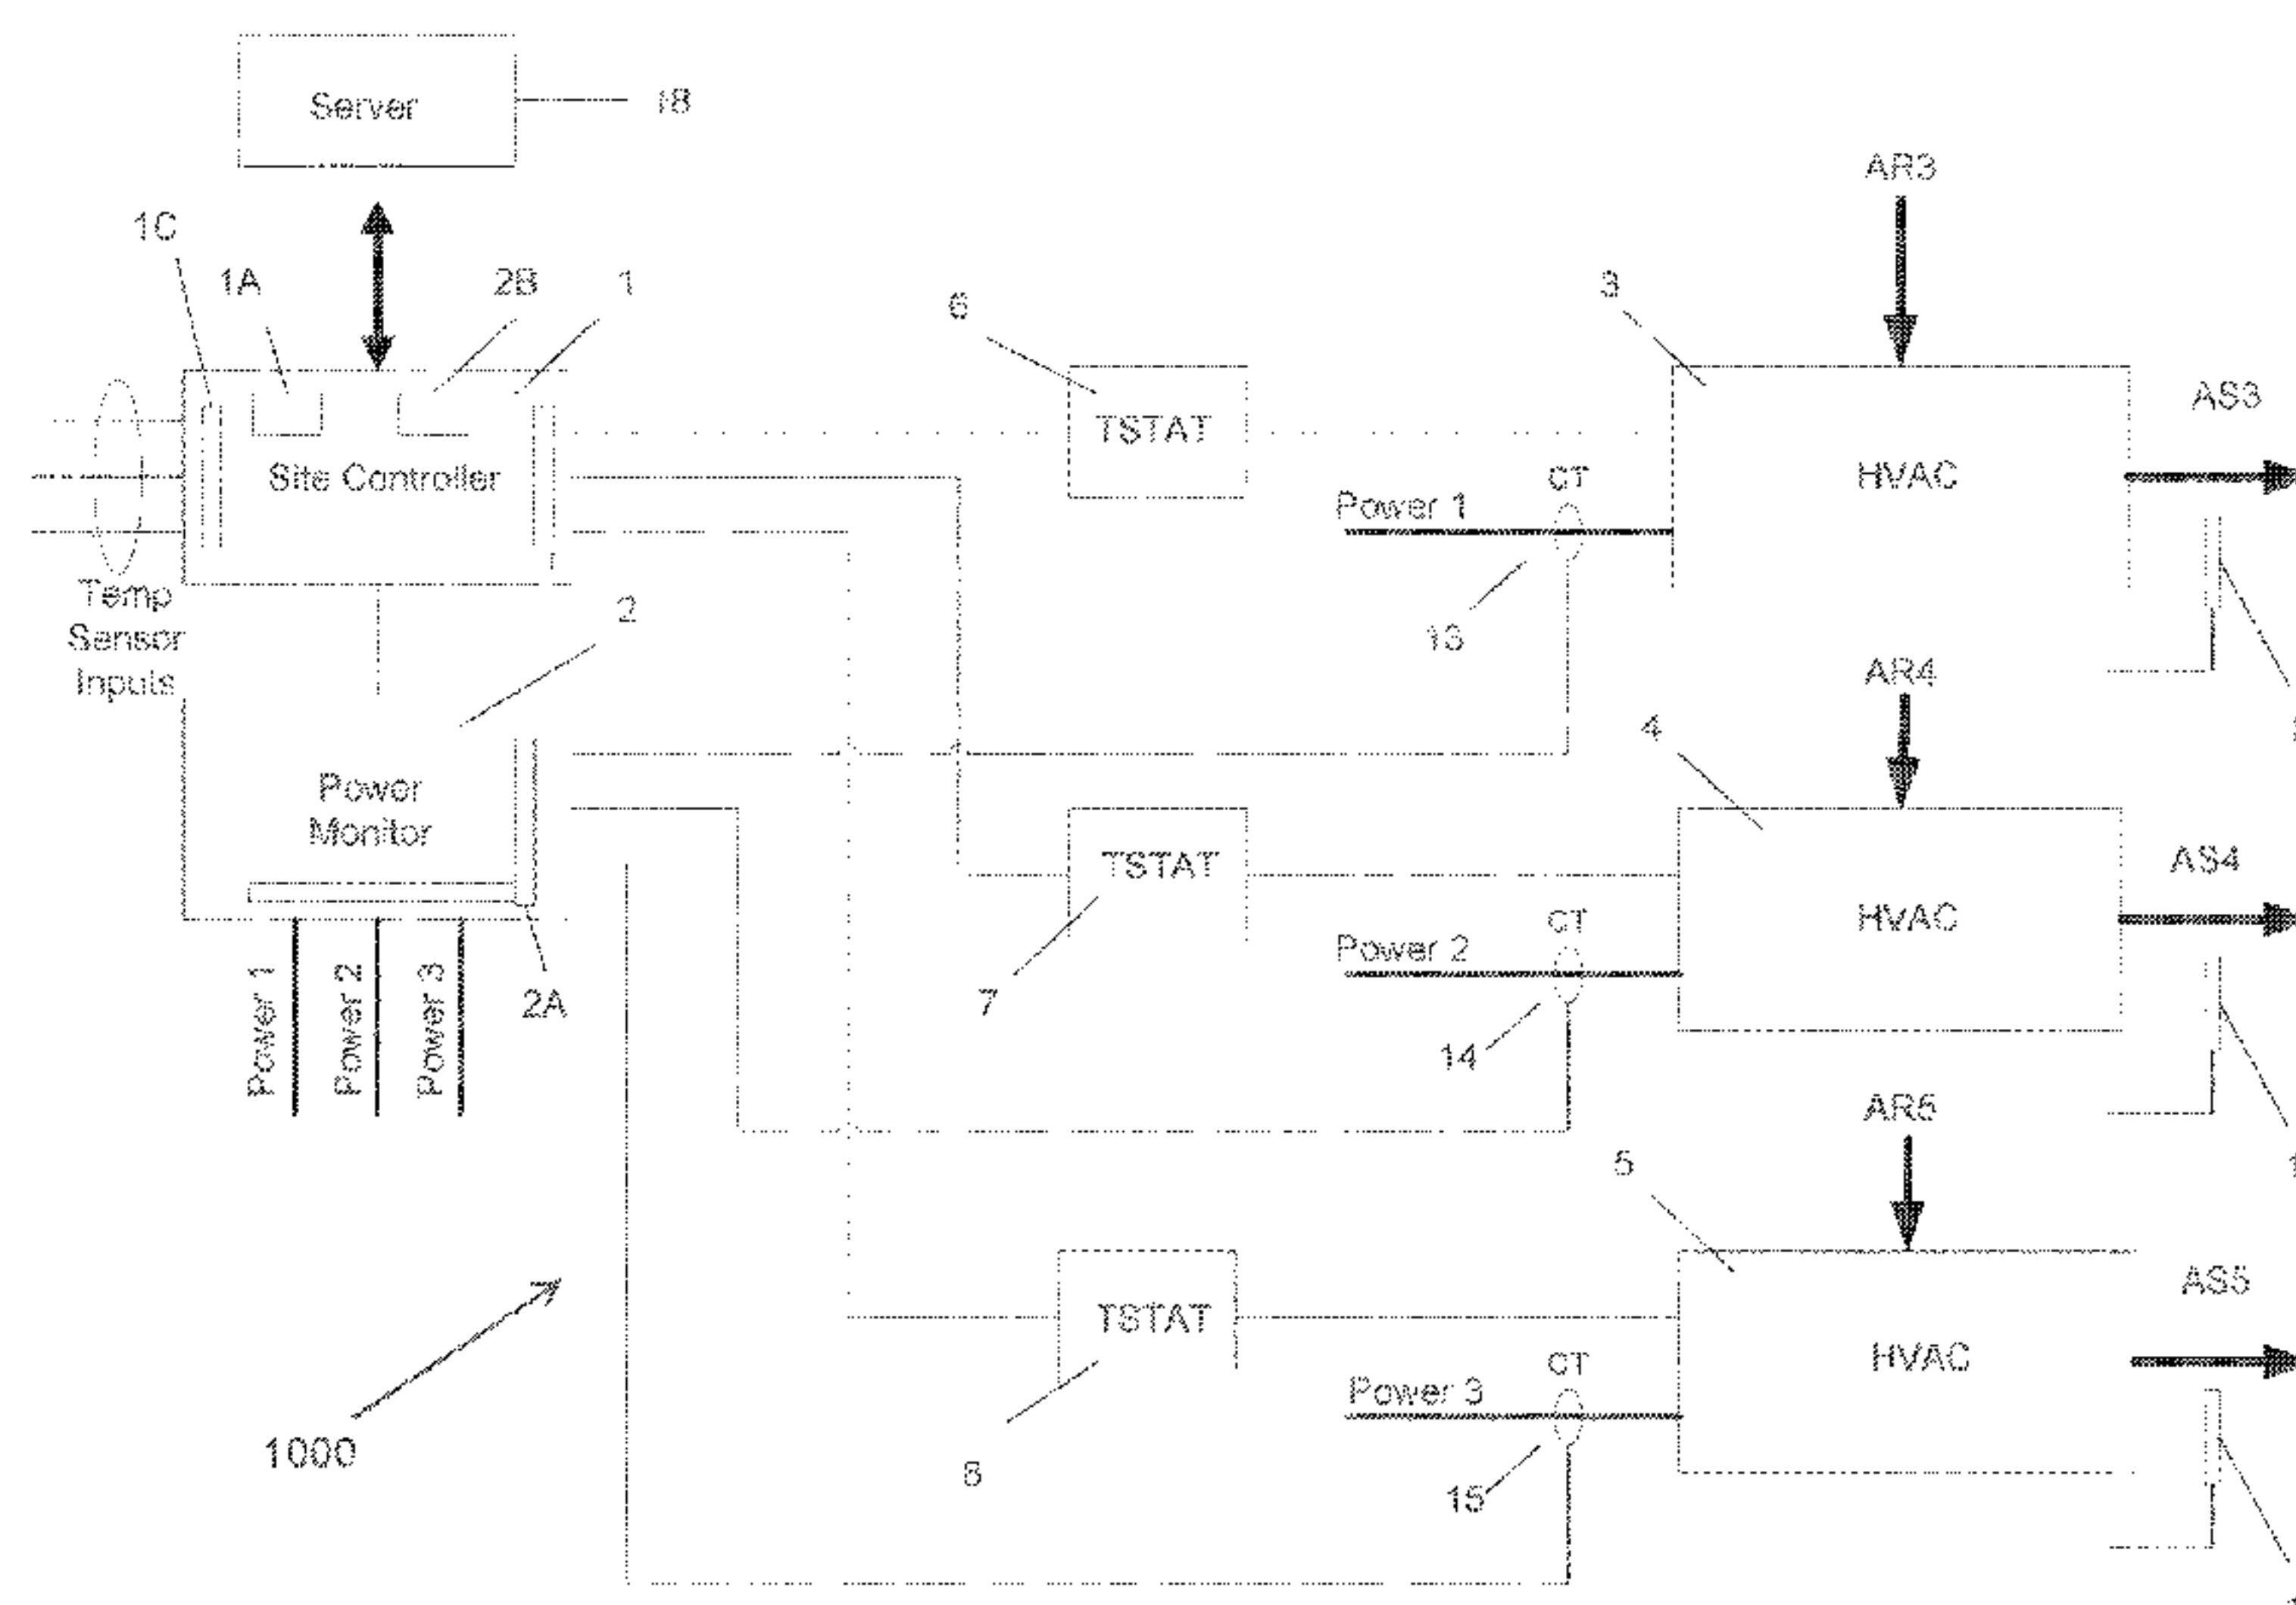 Server
18
AR3
1C
1A
2B
1
6
3
AS3
TSTAT
Site Controller
HVAC
CT
Power 1
13
Temp
Sensor
Inputs
2
AR4
4
Power
Monitor
TSTAT
AS4
HVAC
CT
Power 2
7
14
2A
Power 1
Power 2
Power 3
AR5
5
AS5
TSTAT
HVAC
CT
Power 3
8
15
1000